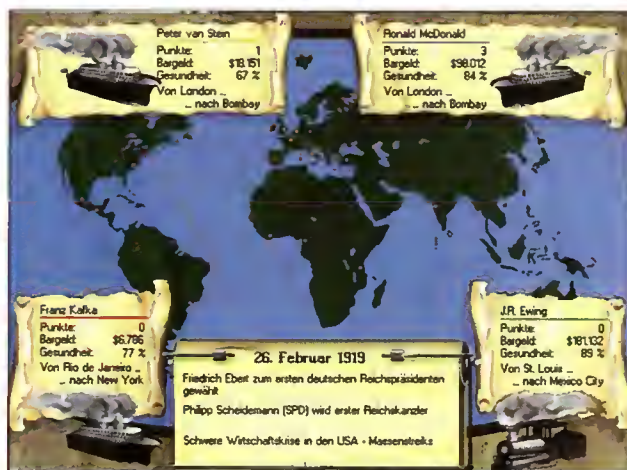 Peter van Stein
Punkte: 1
Bargeld: $18.151
Gesundheit: 67 %
Von London ...
... nach Bombay
Ronald McDonald
Punkte: 3
Bargeld: $98.012
Gesundheit: 84 %
Von London ...
... nach Bombay
Franz Kafka
Punkte: 0
Bargeld: $6.786
Gesundheit: 77 %
Von Rio de Janeiro ...
... nach New York
26. Februar 1919
Friedrich Ebert zum ersten deutschen Reichspräsidenten
gewählt
Philipp Scheidemann (SPD) wird erster Reichskanzler
Schwere Wirtschaftskrise in den USA - Massenstreiks
J.R. Ewing
Punkte: 0
Bargeld: $181.132
Gesundheit: 89 %
Von St. Louis ...
... nach Mexico City